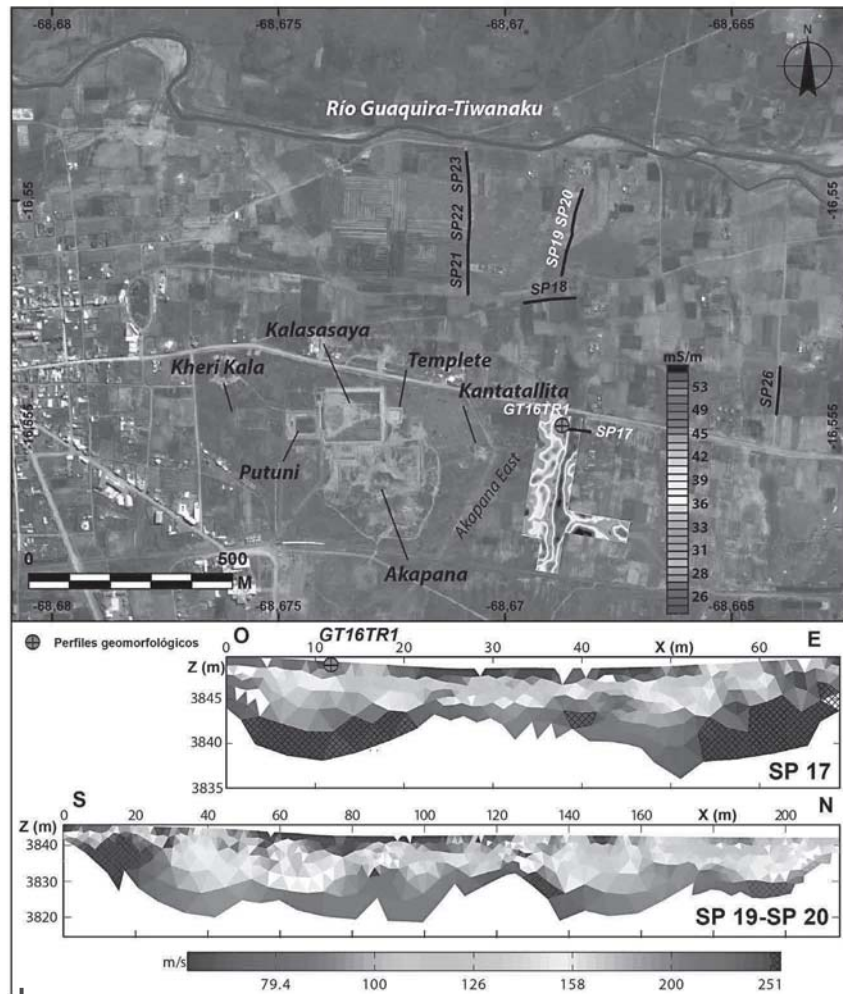 -68,68
-68,675
-68,67
-68,665
N
Río Guaquira-Tiwanaku
-16,55
-16,55
SP23
SP22
SP21
SP19 SP20
SP18
Kalasasaya
Templete
mS/m
Kheri Kala
Kantatallita
53
49
45
42
39
36
33
31
28
26
SP26
GT16TR1
-16,555
-16,555
SP17
Putuni
Akapana East
0
500
M
Akapana
-68,68
-68,675
-68,67
-68,665
Perfiles geomorfológicos
O
GT16TR1
X (m)
E
Z (m)
0
10
20
30
40
50
60
3845
3840
3835
SP 17
S
N
Z (m)
0
20
40
60
80
100
120
140
160
X (m)
200
3840
3830
3820
SP 19-SP 20
m/s
79.4
100
126
158
200
251